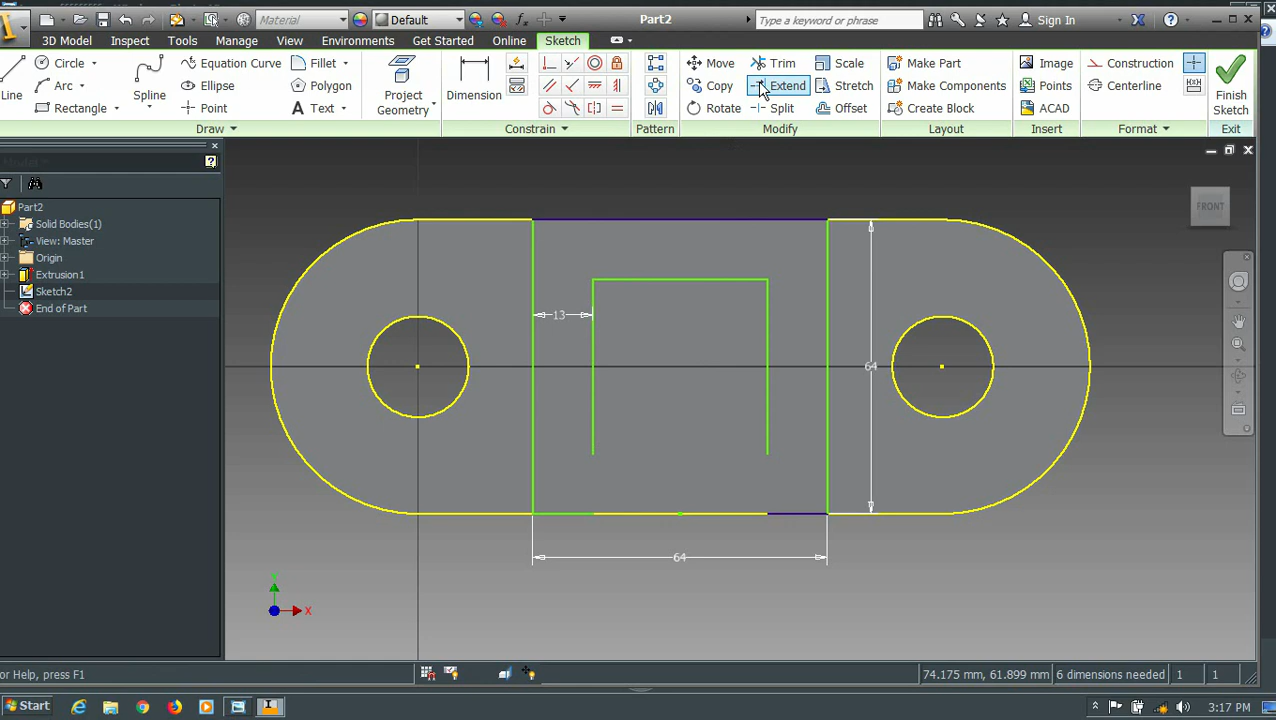 Material Default Part2 Type a keyword or phrase Sign In
3D Model Inspect Tools Manage View Environments Get Started Online Sketch
Line Circle Spline Equation Curve Fillet Dimension Project Geometry Move Trim Scale Make Part Image Construction Finish Sketch
Arc Ellipse Polygon Copy Extend Stretch Make Components Points Centerline
Rectangle Point Text Rotate Split Offset Create Block ACAD
Draw Constrain Pattern Modify Layout Insert Format Exit
Part2
Solid Bodies(1)
View: Master
Origin
Extrusion1
Sketch2
End of Part
FRONT
13
64
64
X
or Help, press F1 74.175 mm, 61.899 mm 6 dimensions needed 1 1
Start 3:17 PM